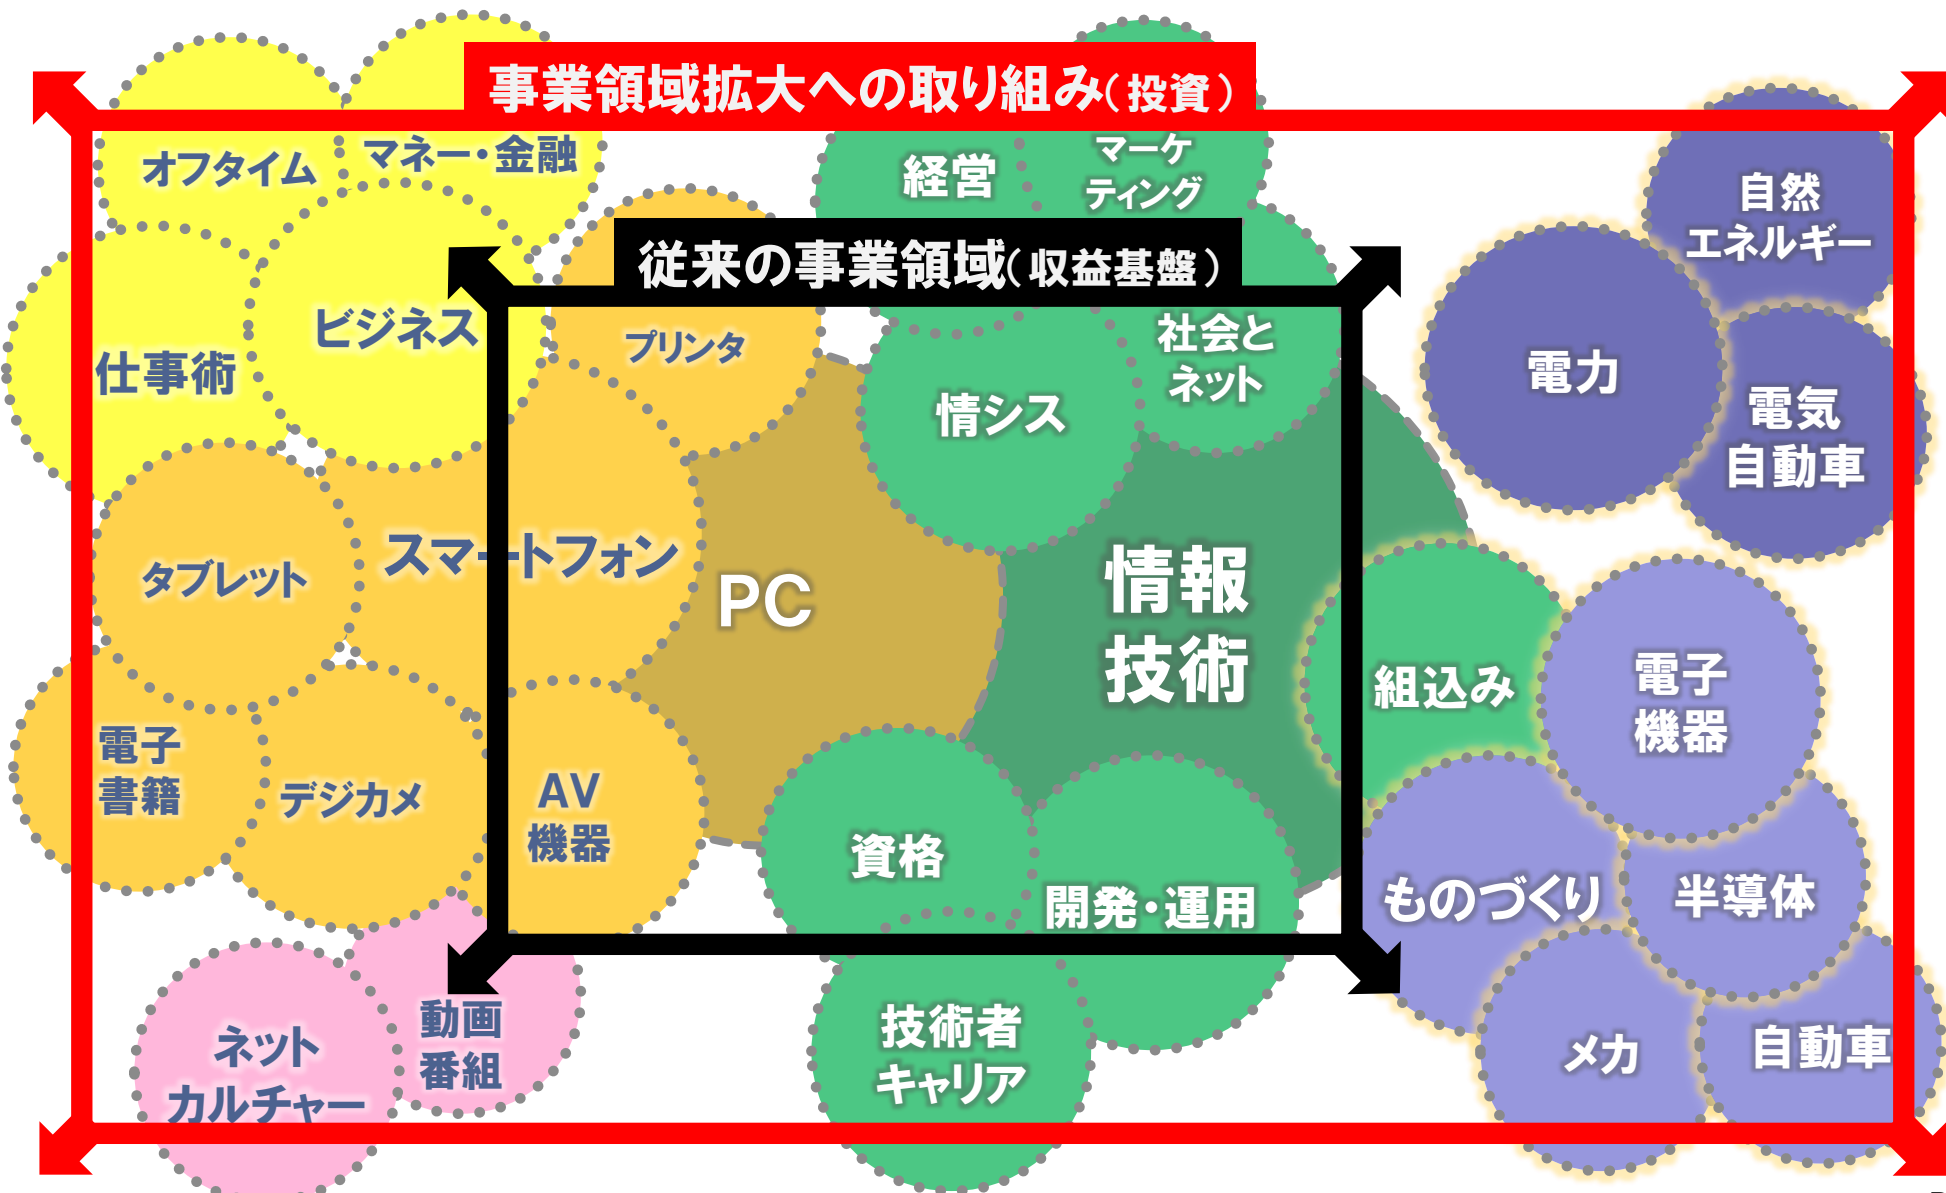 事業領域拡大への取り組み(投資)
オフタイム
マネー・金融
経営
マーケ
ティング
自然
エネルギー
従来の事業領域(収益基盤)
ビジネス
仕事術
プリンタ
社会と
ネット
情シス
電力
電気
自動車
スマートフォン
タブレット
PC
情報
技術
組込み
電子
機器
電子
書籍
デジカメ
AV
機器
資格
開発・運用
ものづくり
半導体
動画
番組
ネット
カルチャー
技術者
キャリア
メカ
自動車